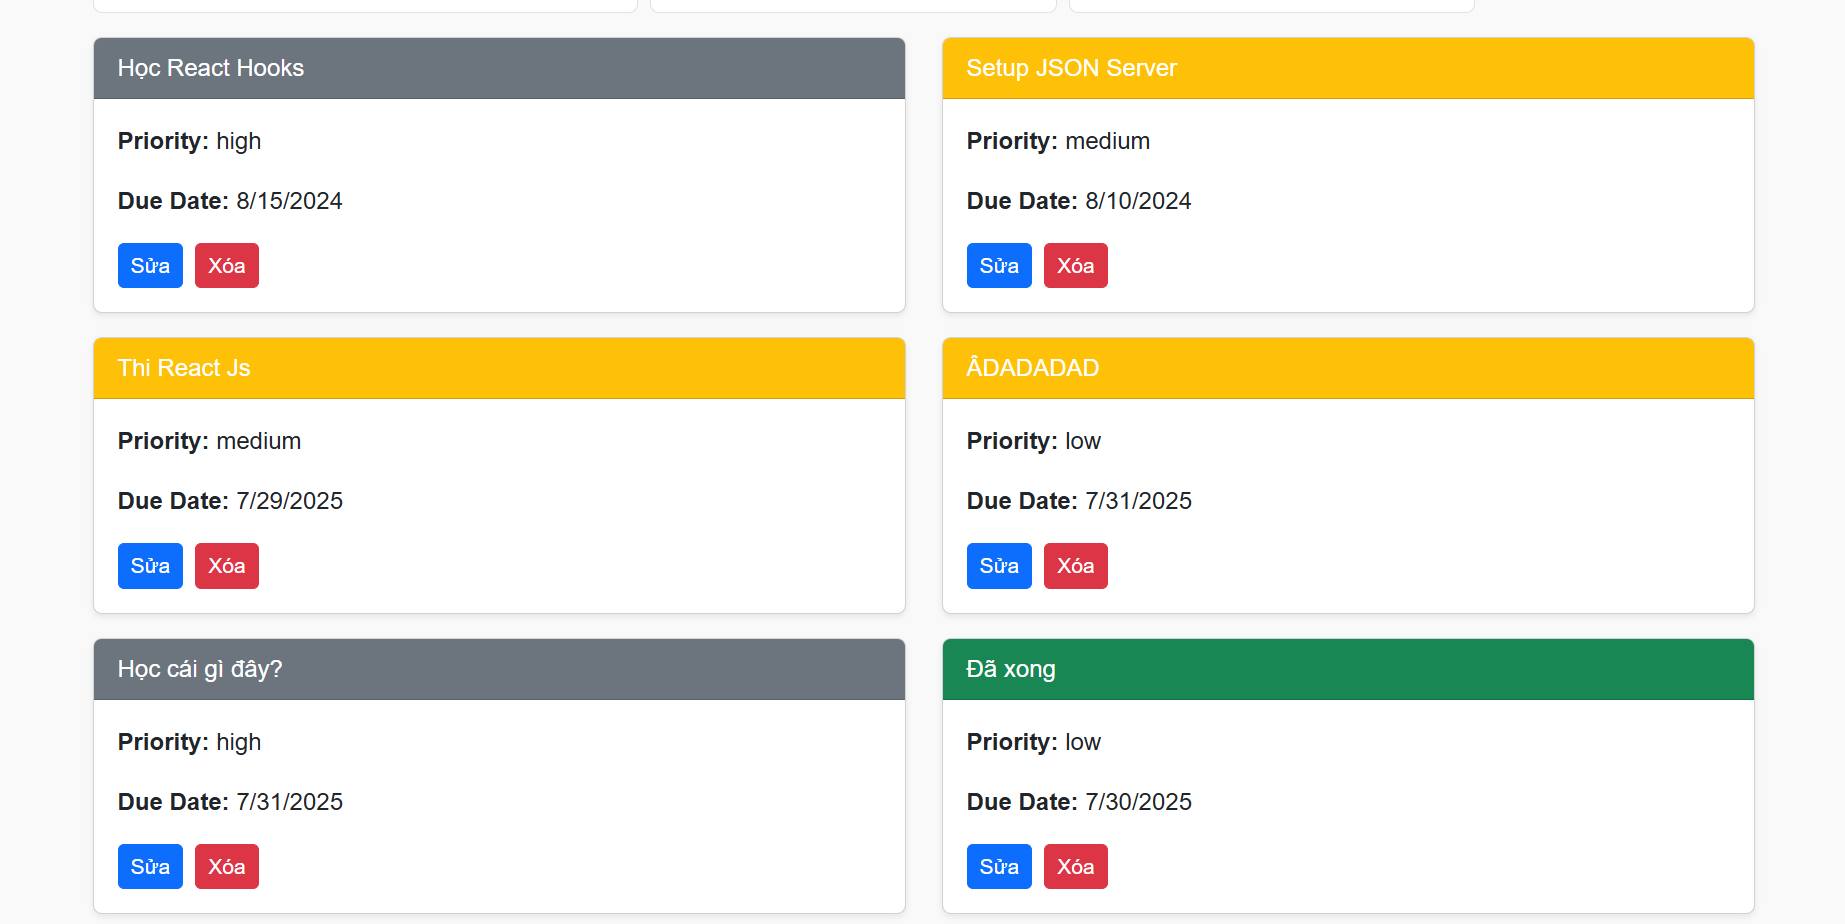 Học React Hooks
Priority: high
Due Date: 8/15/2024
Sửa Xóa
Setup JSON Server
Priority: medium
Due Date: 8/10/2024
Sửa Xóa
Thi React Js
Priority: medium
Due Date: 7/29/2025
Sửa Xóa
ÂDADADAD
Priority: low
Due Date: 7/31/2025
Sửa Xóa
Học cái gì đây?
Priority: high
Due Date: 7/31/2025
Sửa Xóa
Đã xong
Priority: low
Due Date: 7/30/2025
Sửa Xóa